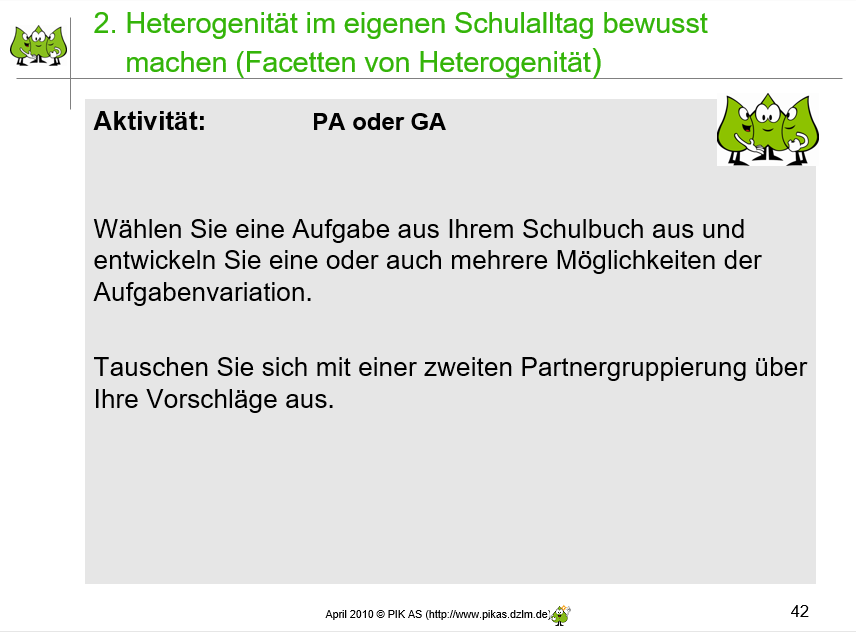 2. Heterogenität im eigenen Schulalltag bewusst
machen (Facetten von Heterogenität)
Aktivität: PA oder GA
Wählen Sie eine Aufgabe aus Ihrem Schulbuch aus und
entwickeln Sie eine oder auch mehrere Möglichkeiten der
Aufgabenvariation.
Tauschen Sie sich mit einer zweiten Partnergruppierung über
Ihre Vorschläge aus.
April 2010 © PIK AS (http://www.pikas.dzlm.de)
42